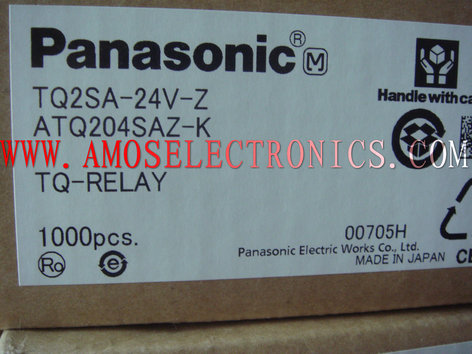 Panasonic ® M
Handle with ca
TQ2SA-24V-Z
ATQ204SAZ-K
WWW.AMOSELECTRONICS.COM
TQ-RELAY
1000pcs.
00705H
Panasonic Electric Works Co., Ltd.
MADE IN JAPAN
Ro e